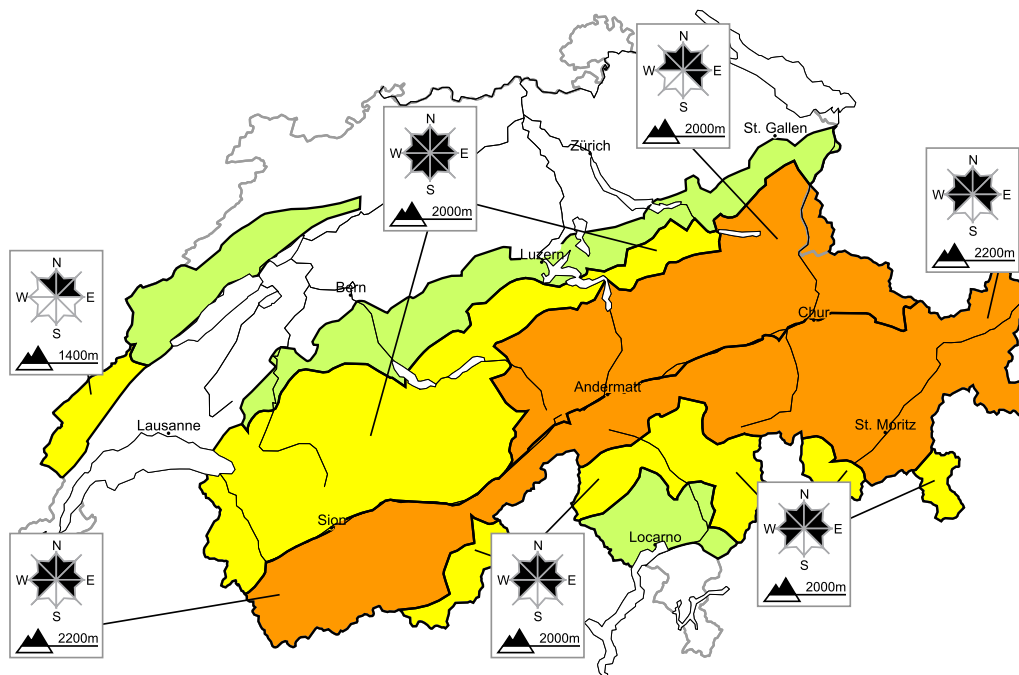 N
W E
S
2000m
St. Gallen
N
W E
S
2000m
Zürich
N
W E
S
2200m
Luzern
N
W E
S
1400m
Bern
Chur
Andermatt
Lausanne
St. Moritz
N
W E
S
2000m
Sion
Locarno
N
W E
S
2200m
N
W E
S
2000m